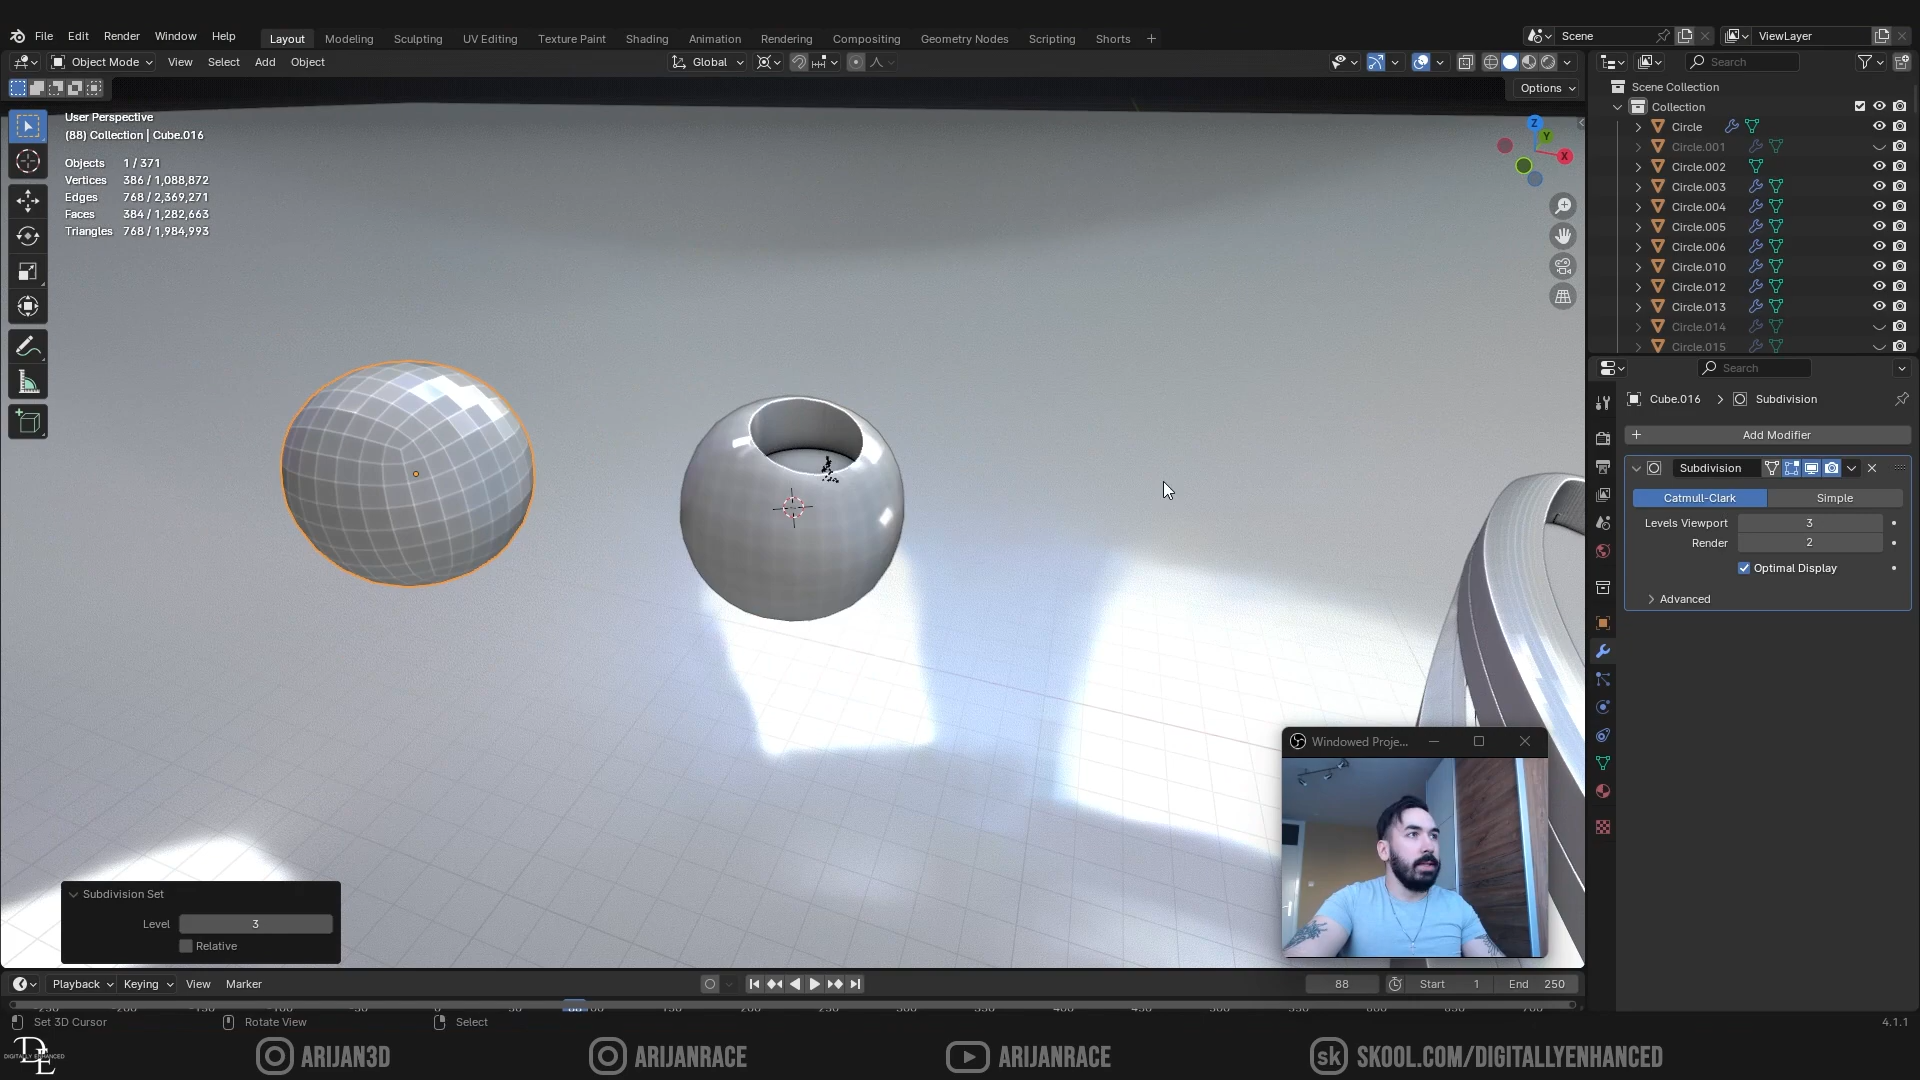 File Edit Render Window Help
Layout Modeling Sculpting UV Editing Texture Paint Shading Animation Rendering Compositing Geometry Nodes Scripting Shorts +
Scene
ViewLayer
Object Mode View Select Add Object
Global
Options
User Perspective
(88) Collection | Cube.016
Objects 1 / 371
Vertices 386 / 1,088,872
Edges 768 / 2,369,271
Faces 384 / 1,282,663
Triangles 768 / 1,984,993
Z
Y
X
Search
Scene Collection
Collection
Circle
Circle.001
Circle.002
Circle.003
Circle.004
Circle.005
Circle.006
Circle.010
Circle.012
Circle.013
Circle.014
Circle.015
Search
Cube.016 > Subdivision
+ Add Modifier
Subdivision
Catmull-Clark Simple
Levels Viewport 3
Render 2
Optimal Display
Advanced
Windowed Proje...
Subdivision Set
Level 3
Relative
Playback Keying View Marker
88 Start 1 End 250
Set 3D Cursor Rotate View Select
4.1.1
DE
DIGITALLY ENHANCED
ARIJAN3D
ARIJANRACE
ARIJANRACE
sk SKOOL.COM/DIGITALLYENHANCED